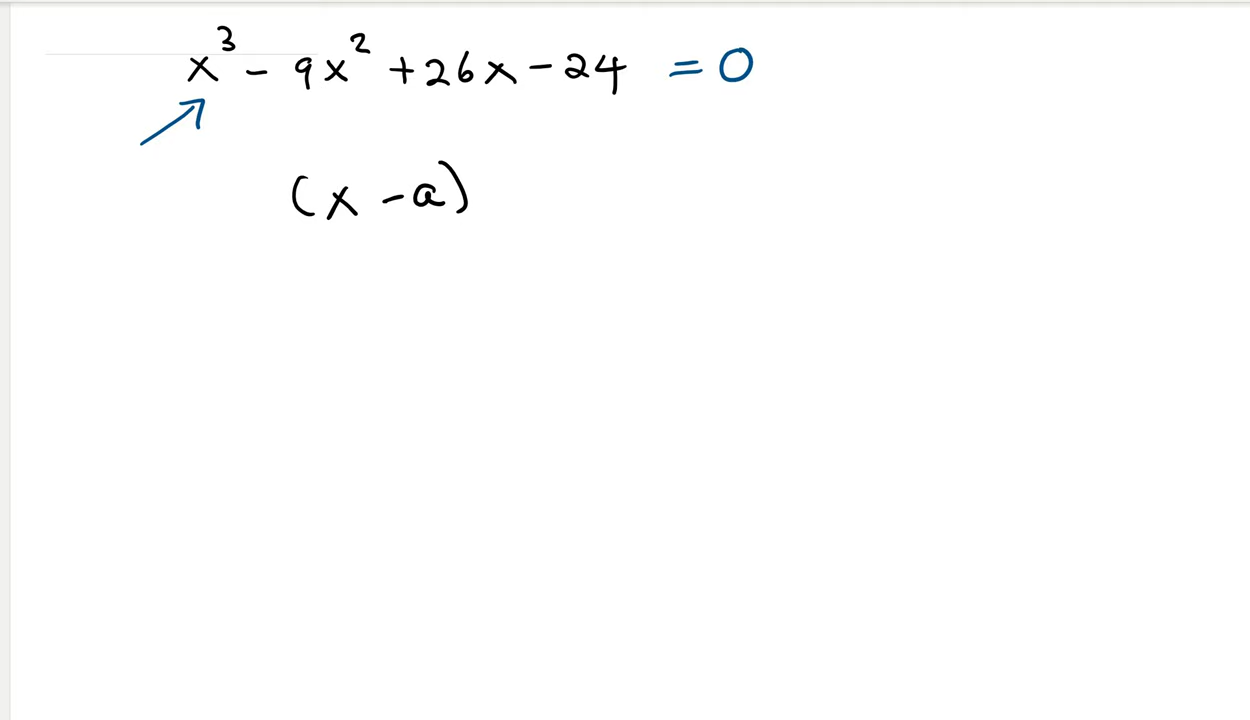 x³ - 9x² + 26x - 24 = 0
(x - a)